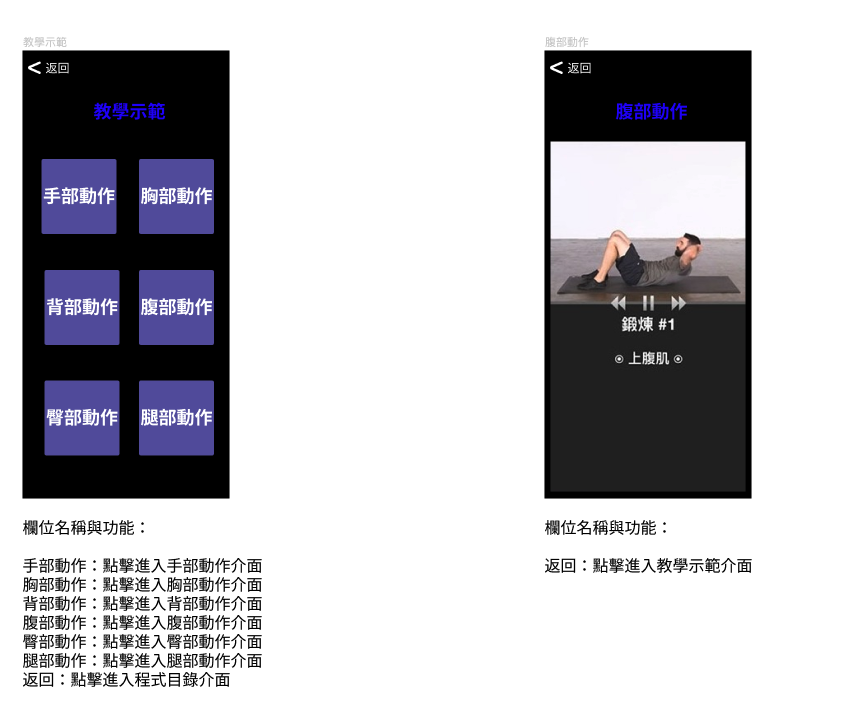 教學示範
返回
教學示範
手部動作
胸部動作
背部動作
腹部動作
臀部動作
腿部動作
欄位名稱與功能：
手部動作：點擊進入手部動作介面
胸部動作：點擊進入胸部動作介面
背部動作：點擊進入背部動作介面
腹部動作：點擊進入腹部動作介面
臀部動作：點擊進入臀部動作介面
腿部動作：點擊進入腿部動作介面
返回：點擊進入程式目錄介面
腹部動作
返回
腹部動作
鍛煉 #1
上腹肌
欄位名稱與功能：
返回：點擊進入教學示範介面